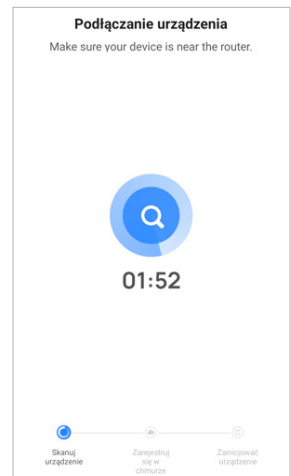 Podłączanie urządzenia
Make sure your device is near the router.
01:52
Skanuj
urządzenie
Zarejestruj
się w
chmurze
Zainicjować
urządzenie